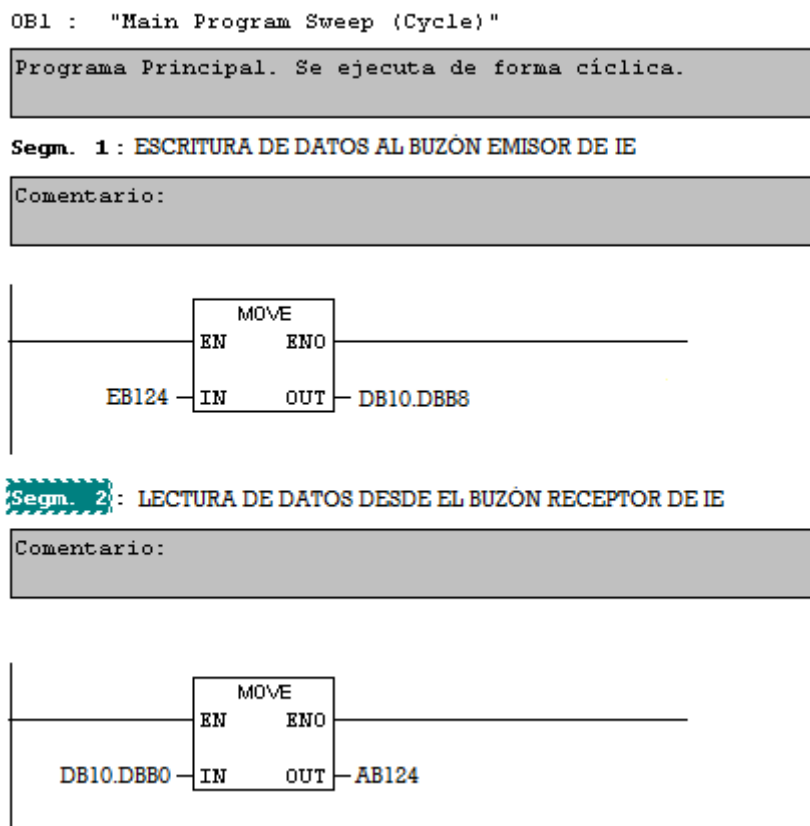 OB1 : "Main Program Sweep (Cycle)"
Programa Principal. Se ejecuta de forma cíclica.
Segm. 1 : ESCRITURA DE DATOS AL BUZÓN EMISOR DE IE
Comentario:
MOVE
EN ENO
EB124 IN OUT DB10.DBB8
Segm. 2 : LECTURA DE DATOS DESDE EL BUZÓN RECEPTOR DE IE
Comentario:
MOVE
EN ENO
DB10.DBB0 IN OUT AB124